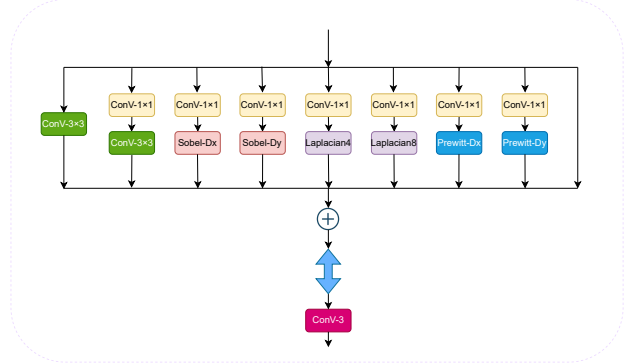 ConV-1×1 ConV-1×1 ConV-1×1 ConV-1×1 ConV-1×1 ConV-1×1 ConV-1×1
ConV-3×3
ConV-3×3 Sobel-Dx Sobel-Dy Laplacian4 Laplacian8 Prewitt-Dx Prewitt-Dy
ConV-3